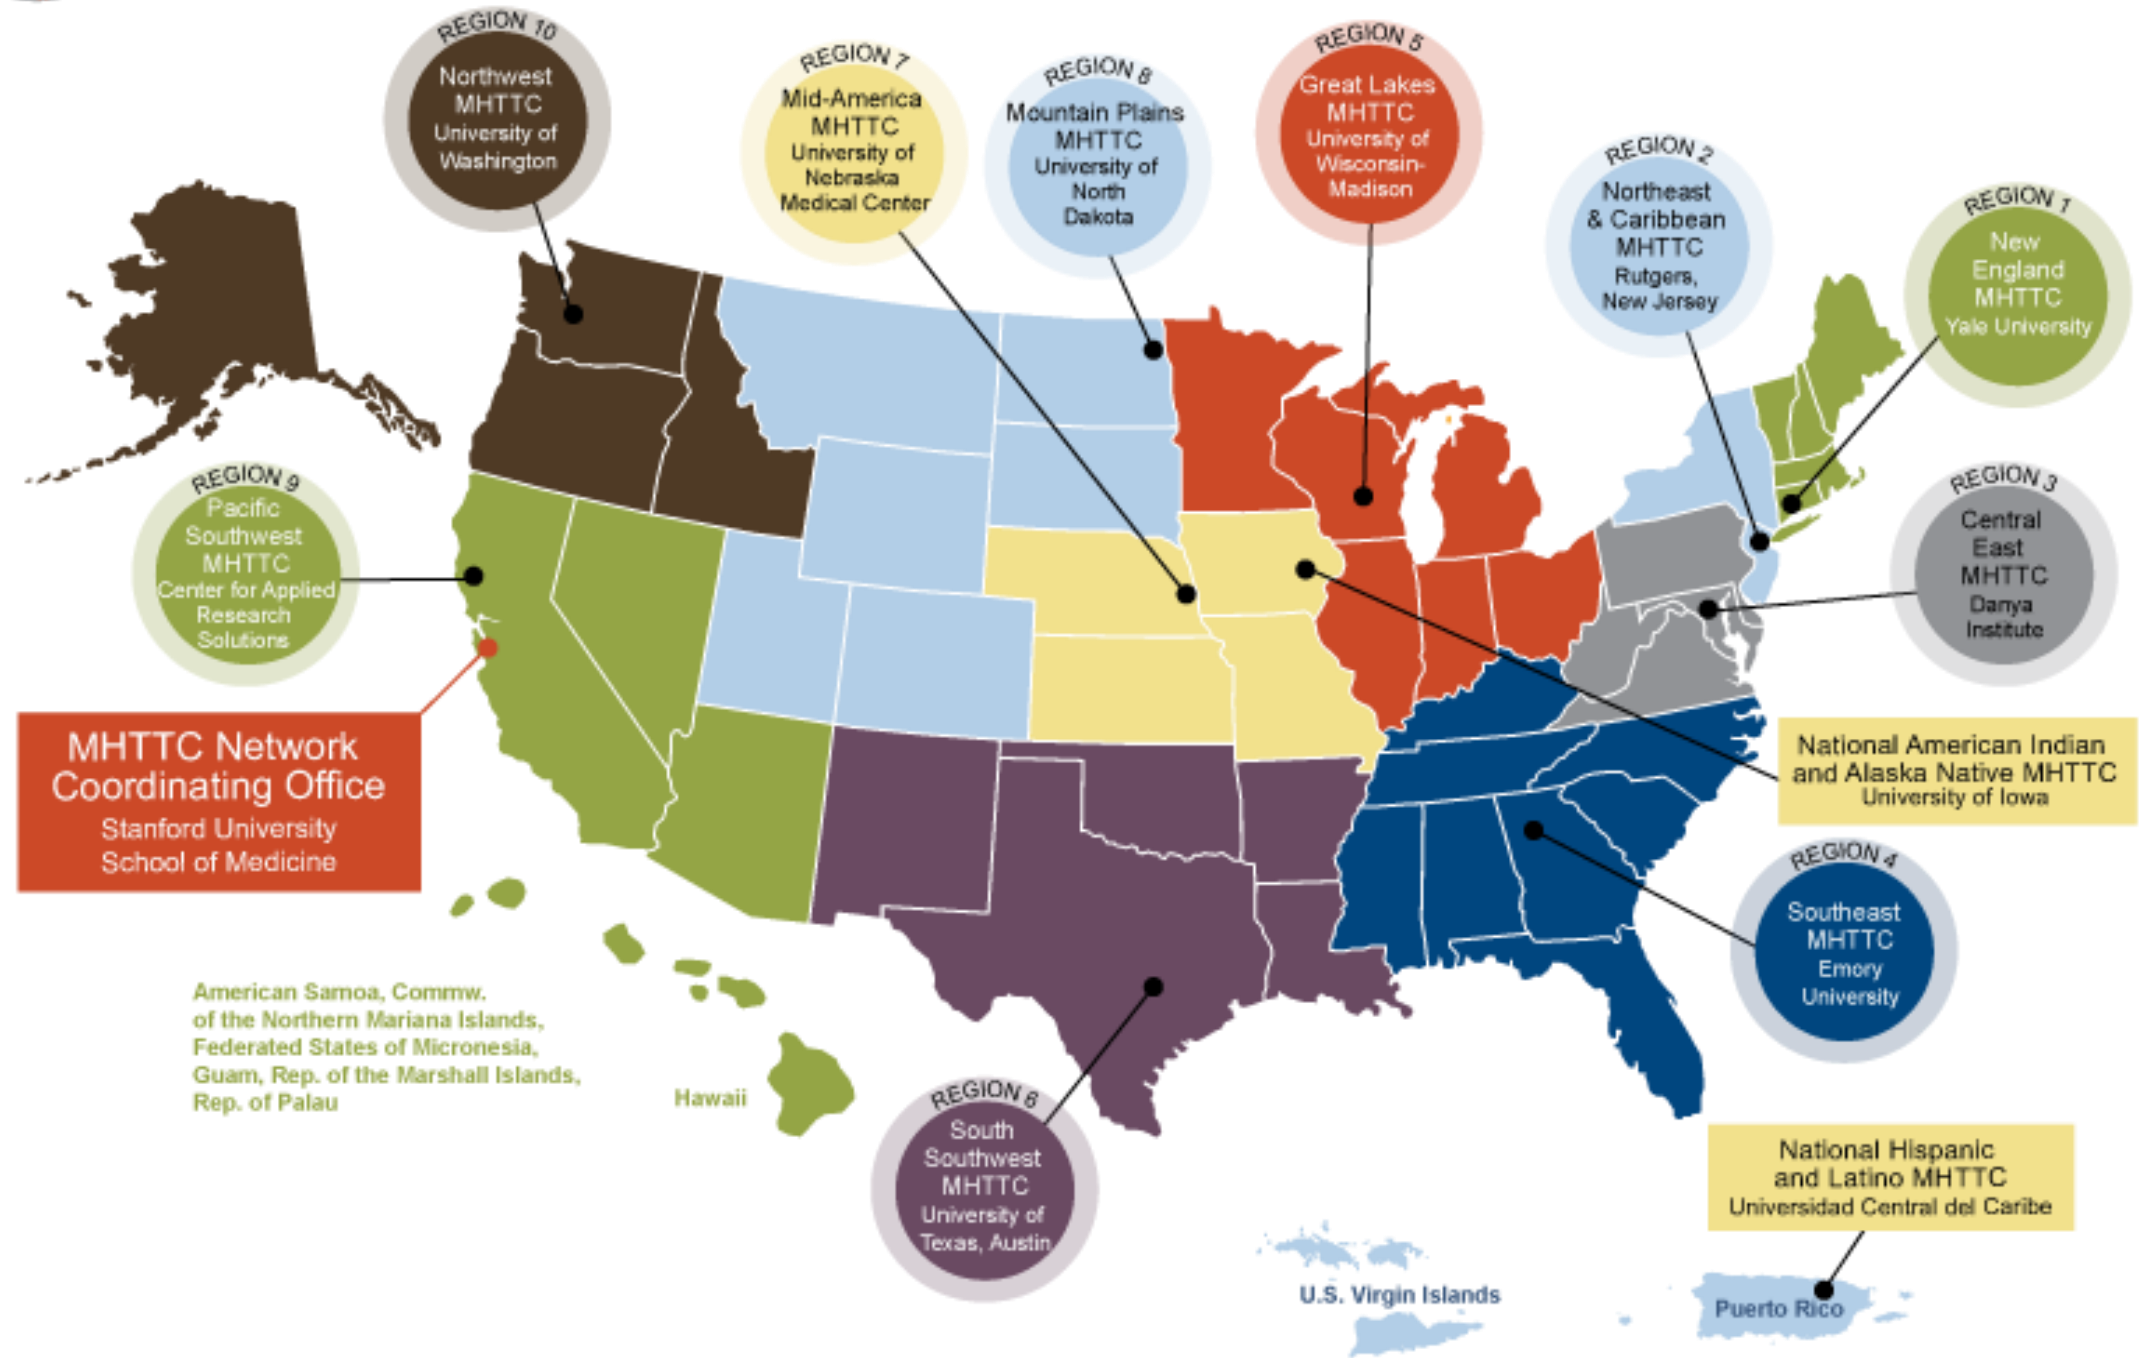 REGION 10
Northwest
MHTTC
University of
Washington
REGION 7
Mid-America
MHTTC
University of
Nebraska
Medical Center
REGION 8
Mountain Plains
MHTTC
University of
North
Dakota
REGION 5
Great Lakes
MHTTC
University of
Wisconsin-
Madison
REGION 2
Northeast
& Caribbean
MHTTC
Rutgers,
New Jersey
REGION 1
New
England
MHTTC
Yale University
REGION 9
Pacific
Southwest
MHTTC
Center for Applied
Research
Solutions
REGION 3
Central
East
MHTTC
Danya
Institute
MHTTC Network
Coordinating Office
Stanford University
School of Medicine
National American Indian
and Alaska Native MHTTC
University of Iowa
REGION 4
Southeast
MHTTC
Emory
University
American Samoa, Commw.
of the Northern Mariana Islands,
Federated States of Micronesia,
Guam, Rep. of the Marshall Islands,
Rep. of Palau
Hawaii
REGION 6
South
Southwest
MHTTC
University of
Texas, Austin
National Hispanic
and Latino MHTTC
Universidad Central del Caribe
U.S. Virgin Islands
Puerto Rico